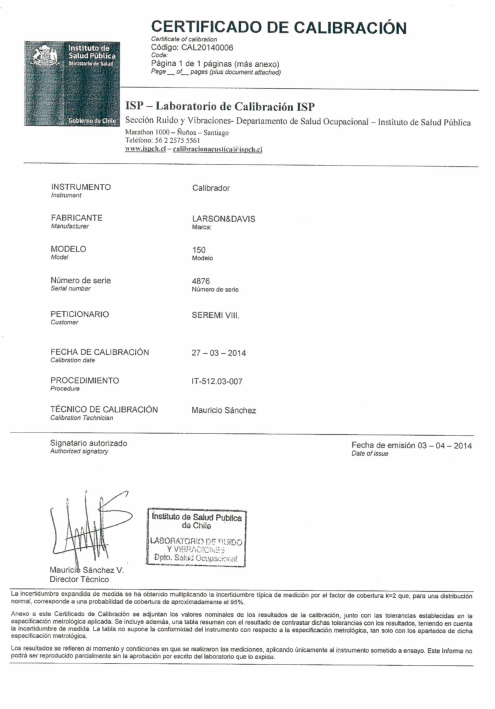 Instituto de
Salud Pública
Ministerio de Salud
Gobierno de Chile
CERTIFICADO DE CALIBRACIÓN
Certificate of calibration
Código: CAL20140006
Code:
Página 1 de 1 páginas (más anexo)
Page __ of__ pages (plus document attached)
ISP – Laboratorio de Calibración ISP
Sección Ruido y Vibraciones- Departamento de Salud Ocupacional – Instituto de Salud Pública
Marathon 1000 – Ñuñoa – Santiago
Telefono: 56 2 2575 5561
www.ispch.cl – calibracionacustica@ispch.cl
INSTRUMENTO Calibrador
Instrument
FABRICANTE LARSON&DAVIS
Manufacturer Marca:
MODELO 150
Model Modelo
Número de serie 4876
Serial number Número de serie
PETICIONARIO SEREMI VIII.
Customer
FECHA DE CALIBRACIÓN 27 – 03 – 2014
Calibration date
PROCEDIMIENTO IT-512.03-007
Procedure
TÉCNICO DE CALIBRACIÓN Mauricio Sánchez
Calibration Technician
Signatario autorizado Fecha de emisión 03 – 04 – 2014
Authorized signatory Date of issue
Instituto de Salud Publica
de Chile
LABORATORIO DE RUIDO
Y VIBRACIONES
Dpto. Salud Ocupacional
Mauricio Sánchez V.
Director Técnico
La incertidumbre expandida de medida se ha obtenido multiplicando la incertidumbre típica de medición por el factor de cobertura k=2 que, para una distribución
normal, corresponde a una probabilidad de cobertura de aproximadamente el 95%.
Anexo a este Certificado de Calibración se adjuntan los valores nominales de los resultados de la calibración, junto con las tolerancias establecidas en la
especificación metrológica aplicada. Se incluye además, una tabla resumen con el resultado de contrastar dichas tolerancias con los resultados, teniendo en cuenta
la incertidumbre de medida. La tabla no supone la conformidad del instrumento con respecto a la especificación metrológica, tan solo con los apartados de dicha
especificación metrológica.
Los resultados se refieren al momento y condiciones en que se realizaron las mediciones, aplicando únicamente al instrumento sometido a ensayo. Este Informe no
podrá ser reproducido parcialmente sin la aprobación por escrito del laboratorio que lo expide.